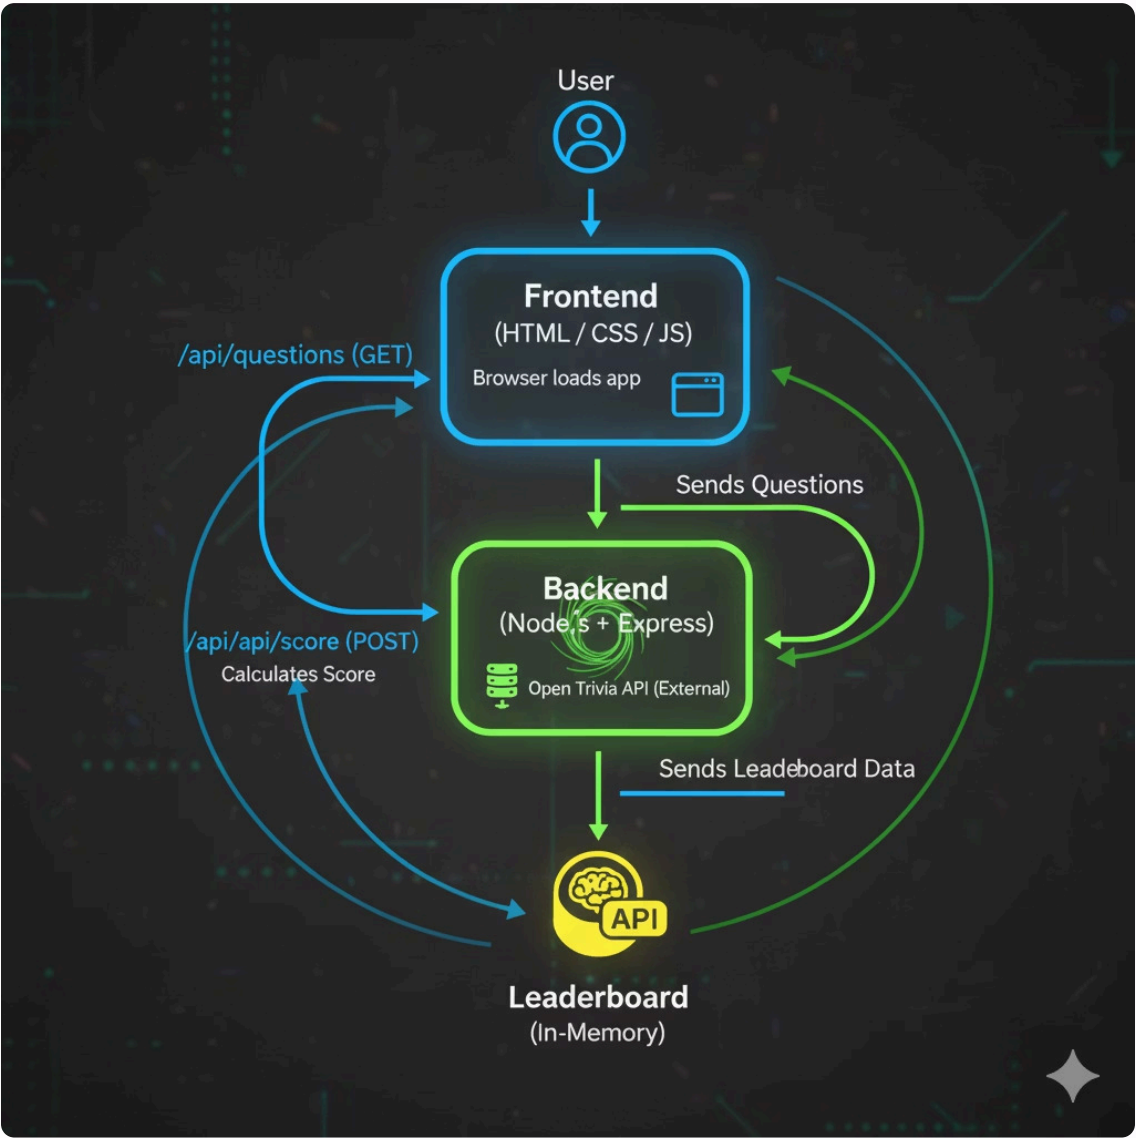 User
Frontend
(HTML / CSS / JS)
Browser loads app
/api/questions (GET)
Sends Questions
Backend
(Node.s + Express)
Open Trivia API (External)
/api/api/score (POST)
Calculates Score
Sends Leadeboard Data
API
Leaderboard
(In-Memory)